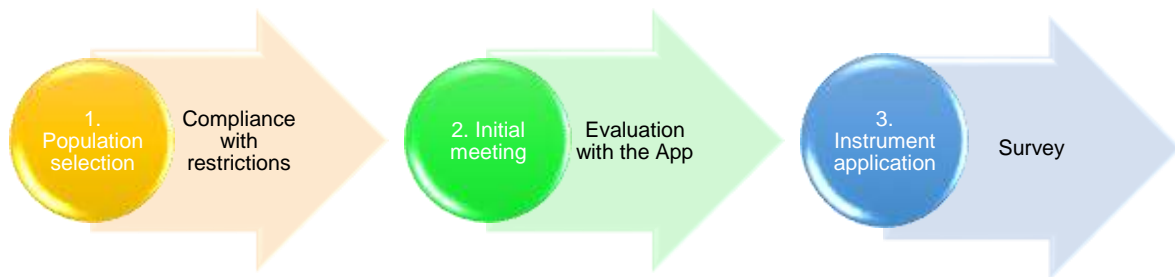 1.
Population
selection
Compliance
with
restrictions
2. Initial
meeting
Evaluation
with the App
3.
Instrument
application
Survey